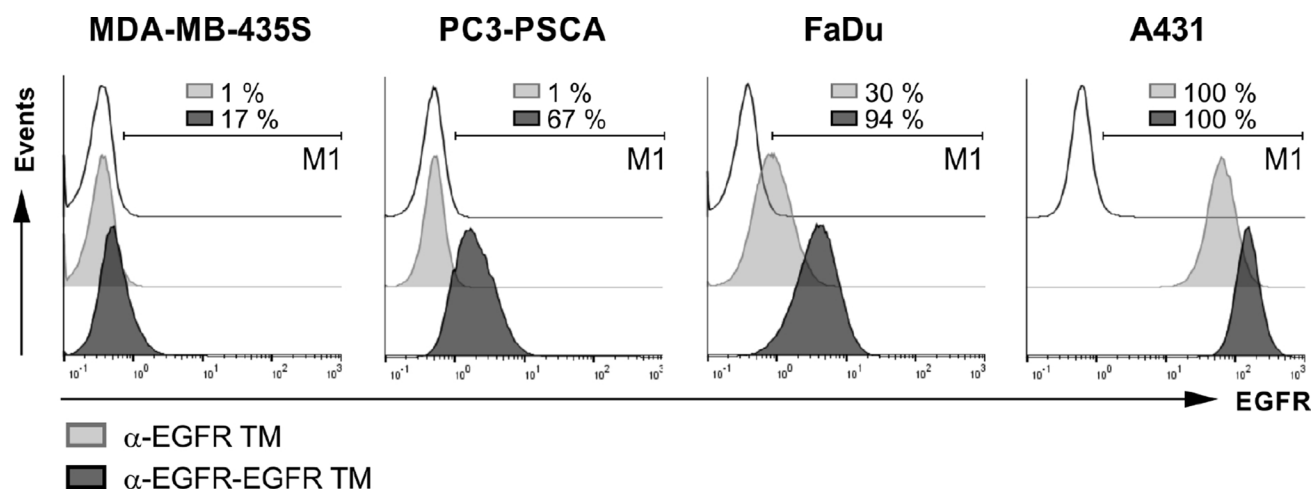 MDA-MB-435S PC3-PSCA FaDu A431
1 % 1 % 30 % 100 %
17 % 67 % 94 % 100 %
M1 M1 M1 M1
Events
10-1 100 101 102 103 10-1 100 101 102 103 10-1 100 101 102 103 10-1 100 101 102 103
EGFR
α-EGFR TM
α-EGFR-EGFR TM